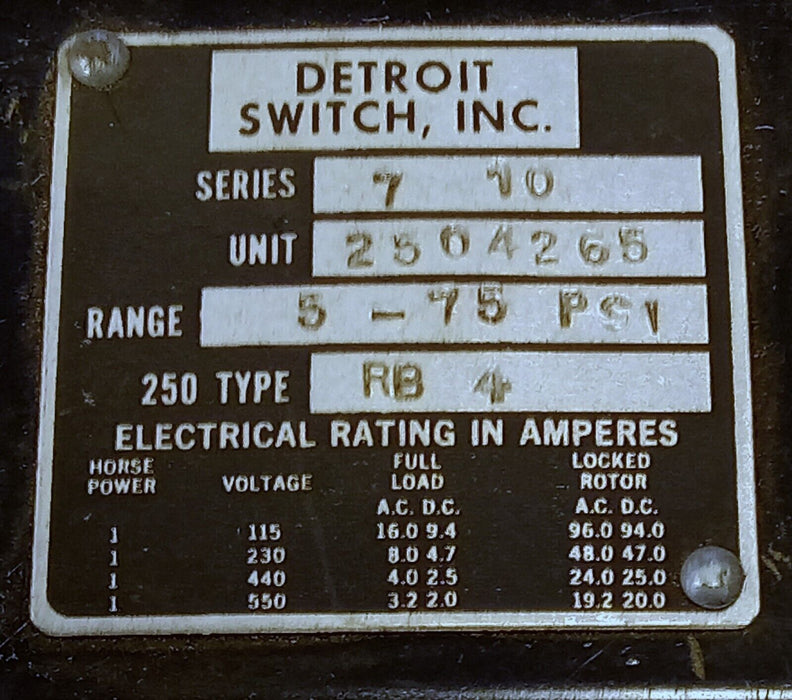 DETROIT
SWITCH, INC.
SERIES 7 10
UNIT 2504265
RANGE 5 - 75 PSI
250 TYPE RB 4
ELECTRICAL RATING IN AMPERES
HORSE POWER VOLTAGE FULL LOAD LOCKED ROTOR
A.C. D.C. A.C. D.C.
1 115 16.0 9.4 96.0 94.0
1 230 8.0 4.7 48.0 47.0
1 440 4.0 2.5 24.0 25.0
1 550 3.2 2.0 19.2 20.0